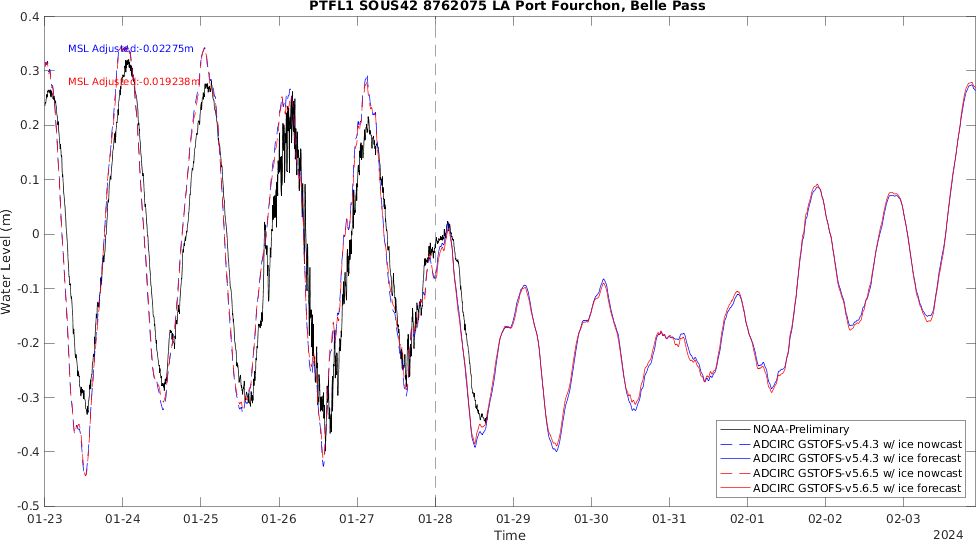 PTFL1 SOUS42 8762075 LA Port Fourchon, Belle Pass
0.4
MSL Adjusted:-0.02275m
0.3
MSL Adjusted:-0.019238m
0.2
0.1
0
-0.1
-0.2
-0.3
-0.4
-0.5
Water Level (m)
NOAA-Preliminary
ADCIRC GSTOFS-v5.4.3 w/ ice nowcast
ADCIRC GSTOFS-v5.4.3 w/ ice forecast
ADCIRC GSTOFS-v5.6.5 w/ ice nowcast
ADCIRC GSTOFS-v5.6.5 w/ ice forecast
01-23 01-24 01-25 01-26 01-27 01-28 01-29 01-30 01-31 02-01 02-02 02-03
Time
2024